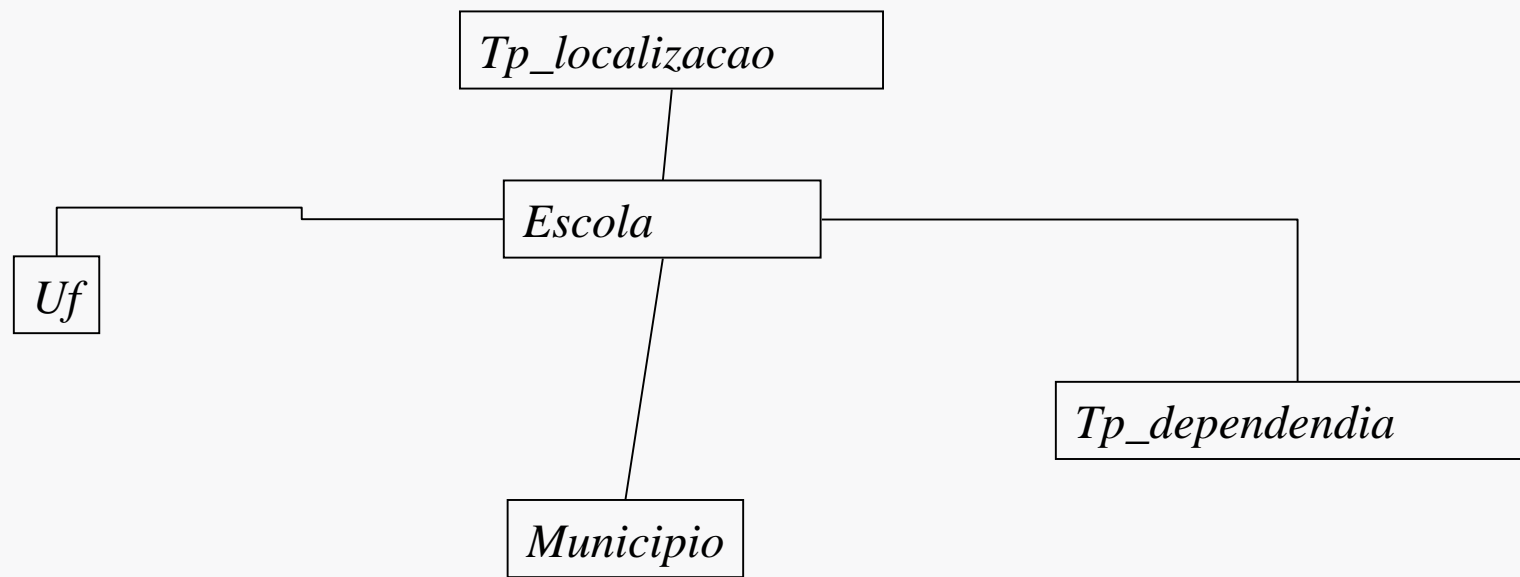 Tp_localizacao
Escola
Uf
Tp_dependendia
Municipio